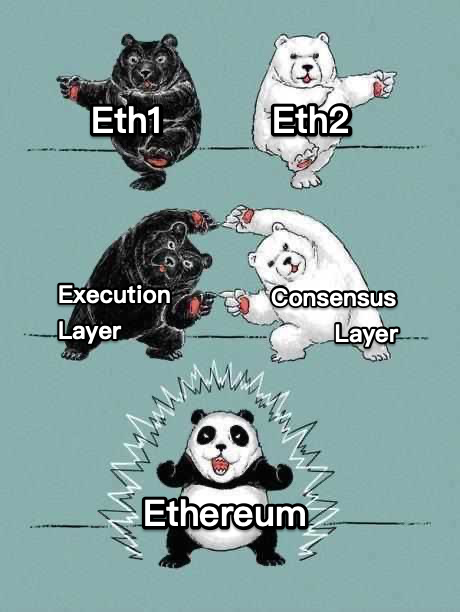 Eth1
Eth2
Execution
Layer
Consensus
Layer
Ethereum